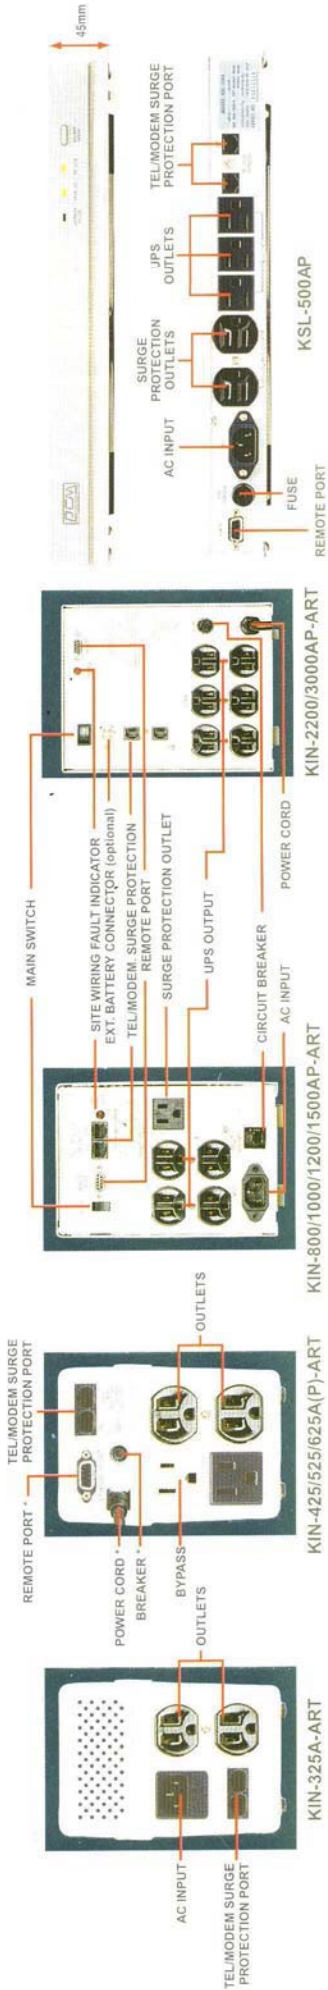 TEL/MODEM SURGE
PROTECTION PORT
AC INPUT
OUTLETS
KIN-325A-ART
REMOTE PORT *
TEL/MODEM SURGE
PROTECTION PORT
POWER CORD *
BREAKER *
BYPASS
OUTLETS
KIN-425/525/625A(P)-ART
MAIN SWITCH
SITE WIRING FAULT INDICATOR
EXT. BATTERY CONNECTOR (optional)
TEL/MODEM. SURGE PROTECTION
REMOTE PORT
SURGE PROTECTION OUTLET
UPS OUTPUT
CIRCUIT BREAKER
AC INPUT
KIN-800/1000/1200/1500AP-ART
POWER CORD
KIN-2200/3000AP-ART
45mm
REMOTE PORT
FUSE
AC INPUT
SURGE
PROTECTION
OUTLETS
UPS
OUTLETS
TEL/MODEM SURGE
PROTECTION PORT
KSL-500AP